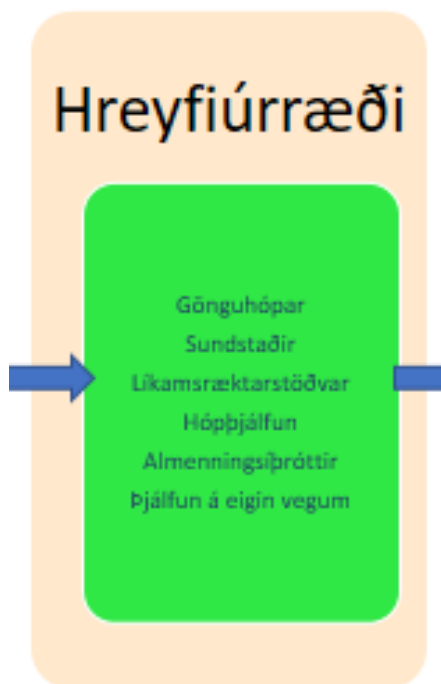 Hreyfiúrræði
Gönguhópar
Sundstaðir
Líkamsræktarstöðvar
Hópþjálfun
Almenningsíþróttir
Þjálfun á eigin vegum